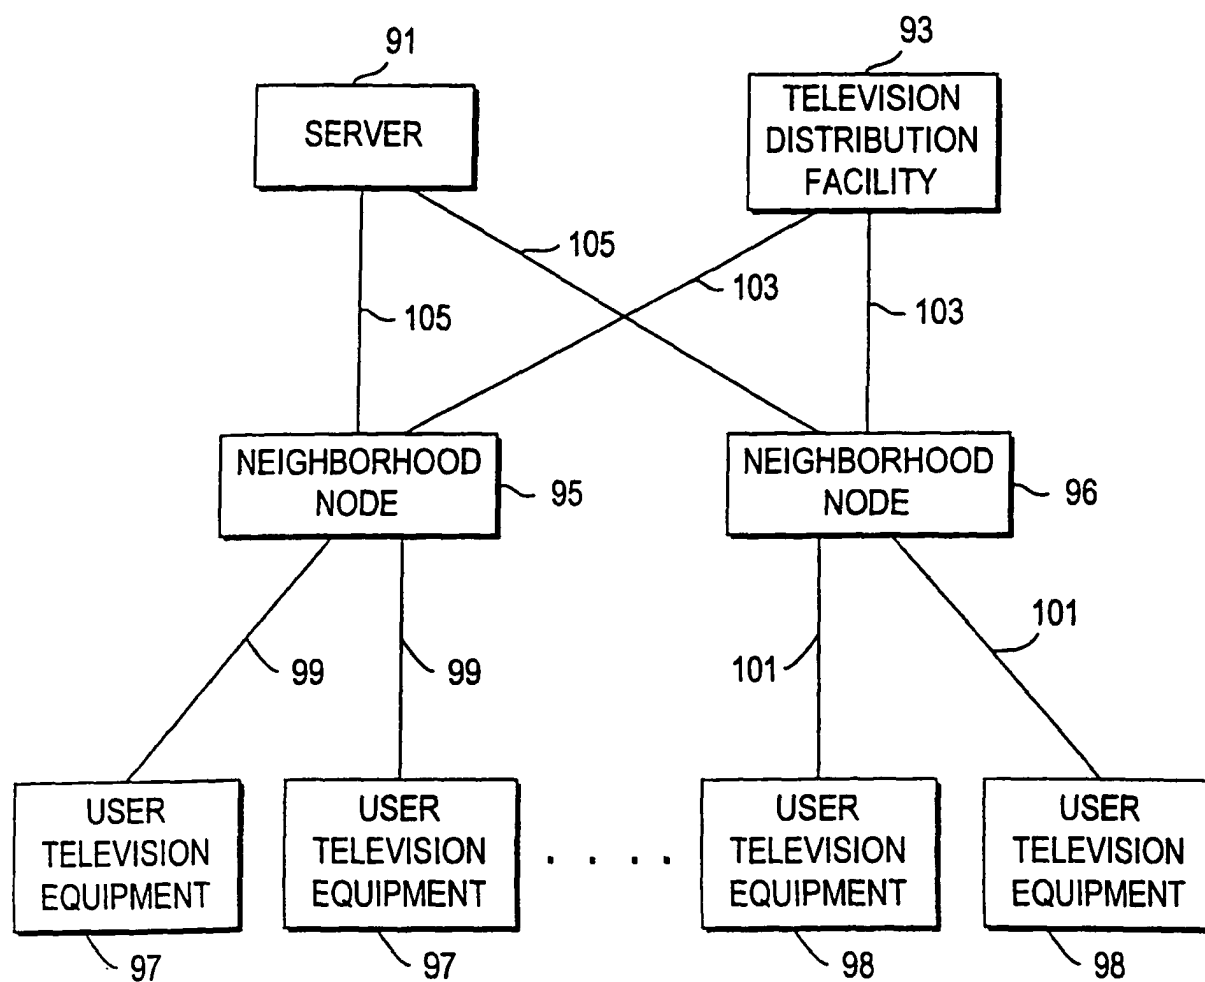 91
93
SERVER
TELEVISION
DISTRIBUTION
FACILITY
105
103
105
103
NEIGHBORHOOD
NODE
95
NEIGHBORHOOD
NODE
96
99
99
101
101
USER
TELEVISION
EQUIPMENT
USER
TELEVISION
EQUIPMENT
. . . .
USER
TELEVISION
EQUIPMENT
USER
TELEVISION
EQUIPMENT
97
97
98
98